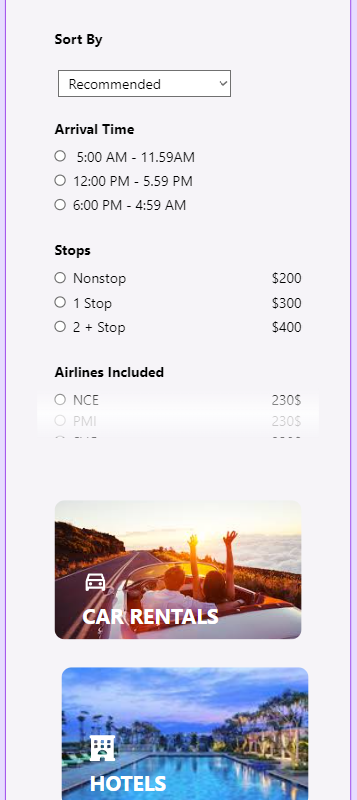 Sort By
Recommended
Arrival Time
5:00 AM - 11.59AM
12:00 PM - 5.59 PM
6:00 PM - 4:59 AM
Stops
Nonstop $200
1 Stop $300
2 + Stop $400
Airlines Included
NCE 230$
PMI 230$
CAR RENTALS
HOTELS